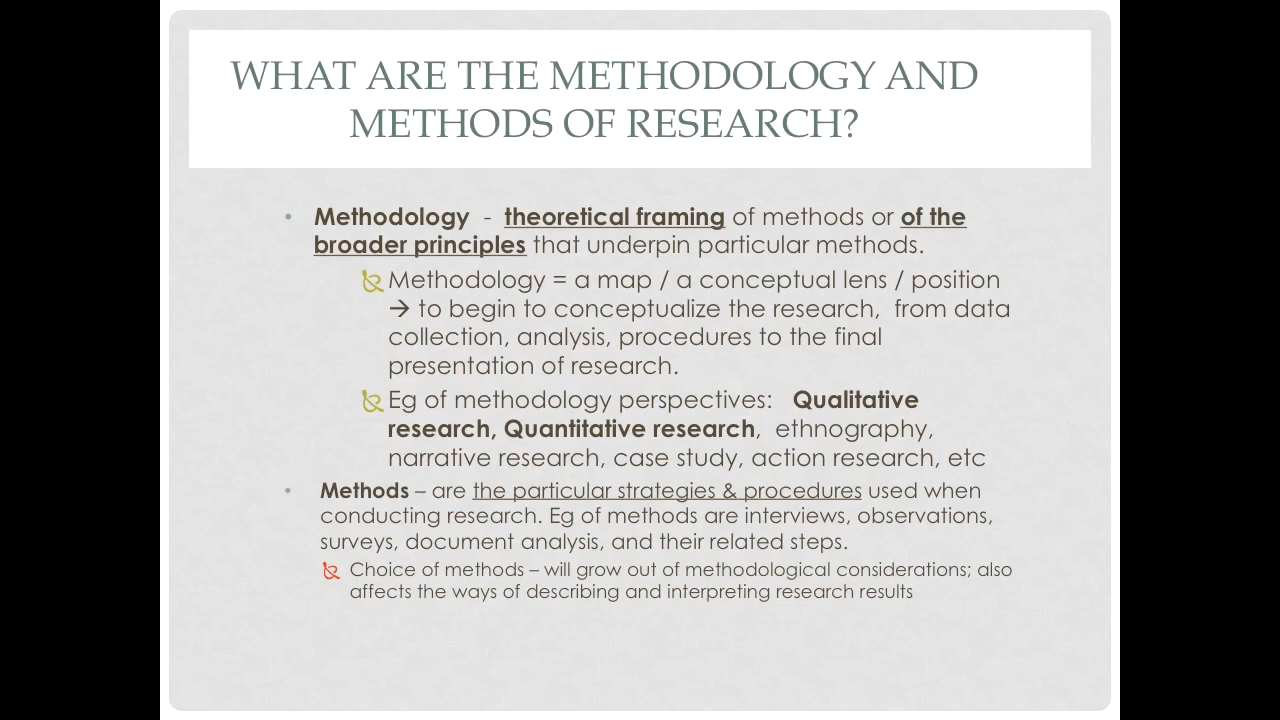 WHAT ARE THE METHODOLOGY AND
METHODS OF RESEARCH?
• Methodology - theoretical framing of methods or of the
broader principles that underpin particular methods.
Methodology = a map / a conceptual lens / position
→ to begin to conceptualize the research, from data
collection, analysis, procedures to the final
presentation of research.
Eg of methodology perspectives: Qualitative
research, Quantitative research, ethnography,
narrative research, case study, action research, etc
• Methods – are the particular strategies & procedures used when
conducting research. Eg of methods are interviews, observations,
surveys, document analysis, and their related steps.
Choice of methods – will grow out of methodological considerations; also
affects the ways of describing and interpreting research results